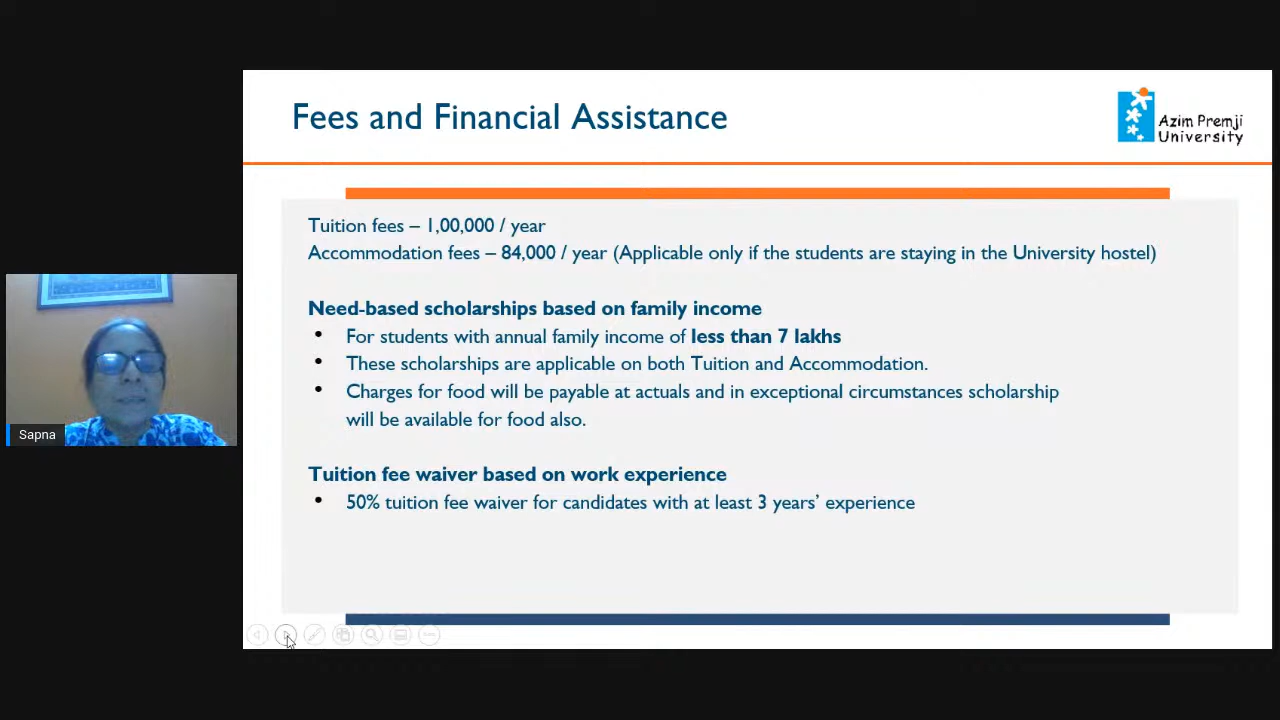 Fees and Financial Assistance
Azim Premji
University
Tuition fees – 1,00,000 / year
Accommodation fees – 84,000 / year (Applicable only if the students are staying in the University hostel)
Need-based scholarships based on family income
• For students with annual family income of less than 7 lakhs
• These scholarships are applicable on both Tuition and Accommodation.
• Charges for food will be payable at actuals and in exceptional circumstances scholarship
will be available for food also.
Tuition fee waiver based on work experience
• 50% tuition fee waiver for candidates with at least 3 years’ experience
Sapna